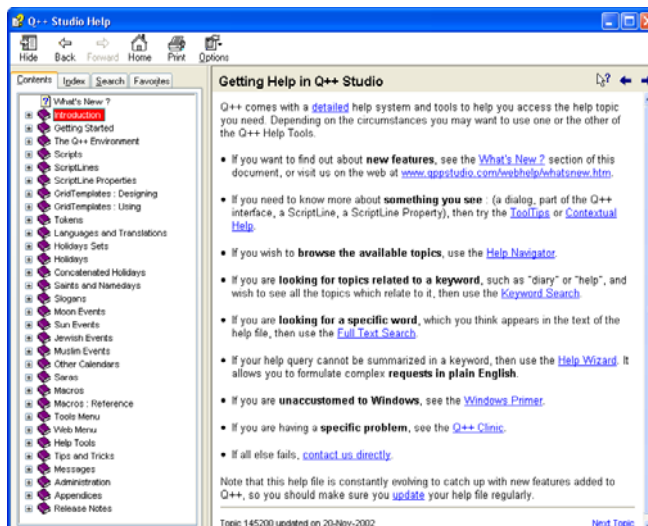 Q++ Studio Help
Hide Back Forward Home Print Options
Contents Index Search Favorites
What's New ?
Introduction
Getting Started
The Q++ Environment
Scripts
ScriptLines
ScriptLine Properties
GridTemplates : Designing
GridTemplates : Using
Tokens
Languages and Translations
Holidays Sets
Holidays
Concatenated Holidays
Saints and Namedays
Slogans
Moon Events
Sun Events
Jewish Events
Muslim Events
Other Calendars
Saras
Macros
Macros : Reference
Tools Menu
Web Menu
Help Tools
Tips and Tricks
Messages
Administration
Appendices
Release Notes
Getting Help in Q++ Studio
Q++ comes with a detailed help system and tools to help you access the help topic
you need. Depending on the circumstances you may want to use one or the other of
the Q++ Help Tools.
• If you want to find out about new features, see the What's New ? section of this
document, or visit us on the web at www.qppstudio.com/webhelp/whatsnew.htm.
• If you need to know more about something you see : (a dialog, part of the Q++
interface, a ScriptLine, a ScriptLine Property), then try the ToolTips or Contextual
Help.
• If you wish to browse the available topics, use the Help Navigator.
• If you are looking for topics related to a keyword, such as "diary" or "help", and
wish to see all the topics which relate to it, then use the Keyword Search.
• If you are looking for a specific word, which you think appears in the text of the
help file, then use the Full Text Search.
• If your help query cannot be summarized in a keyword, then use the Help Wizard. It
allows you to formulate complex requests in plain English.
• If you are unaccustomed to Windows, see the Windows Primer.
• If you are having a specific problem, see the Q++ Clinic.
• If all else fails, contact us directly.
Note that this help file is constantly evolving to catch up with new features added to
Q++, so you should make sure you update your help file regularly.
Topic 145200 updated on 20-Nov-2002 Next Topic